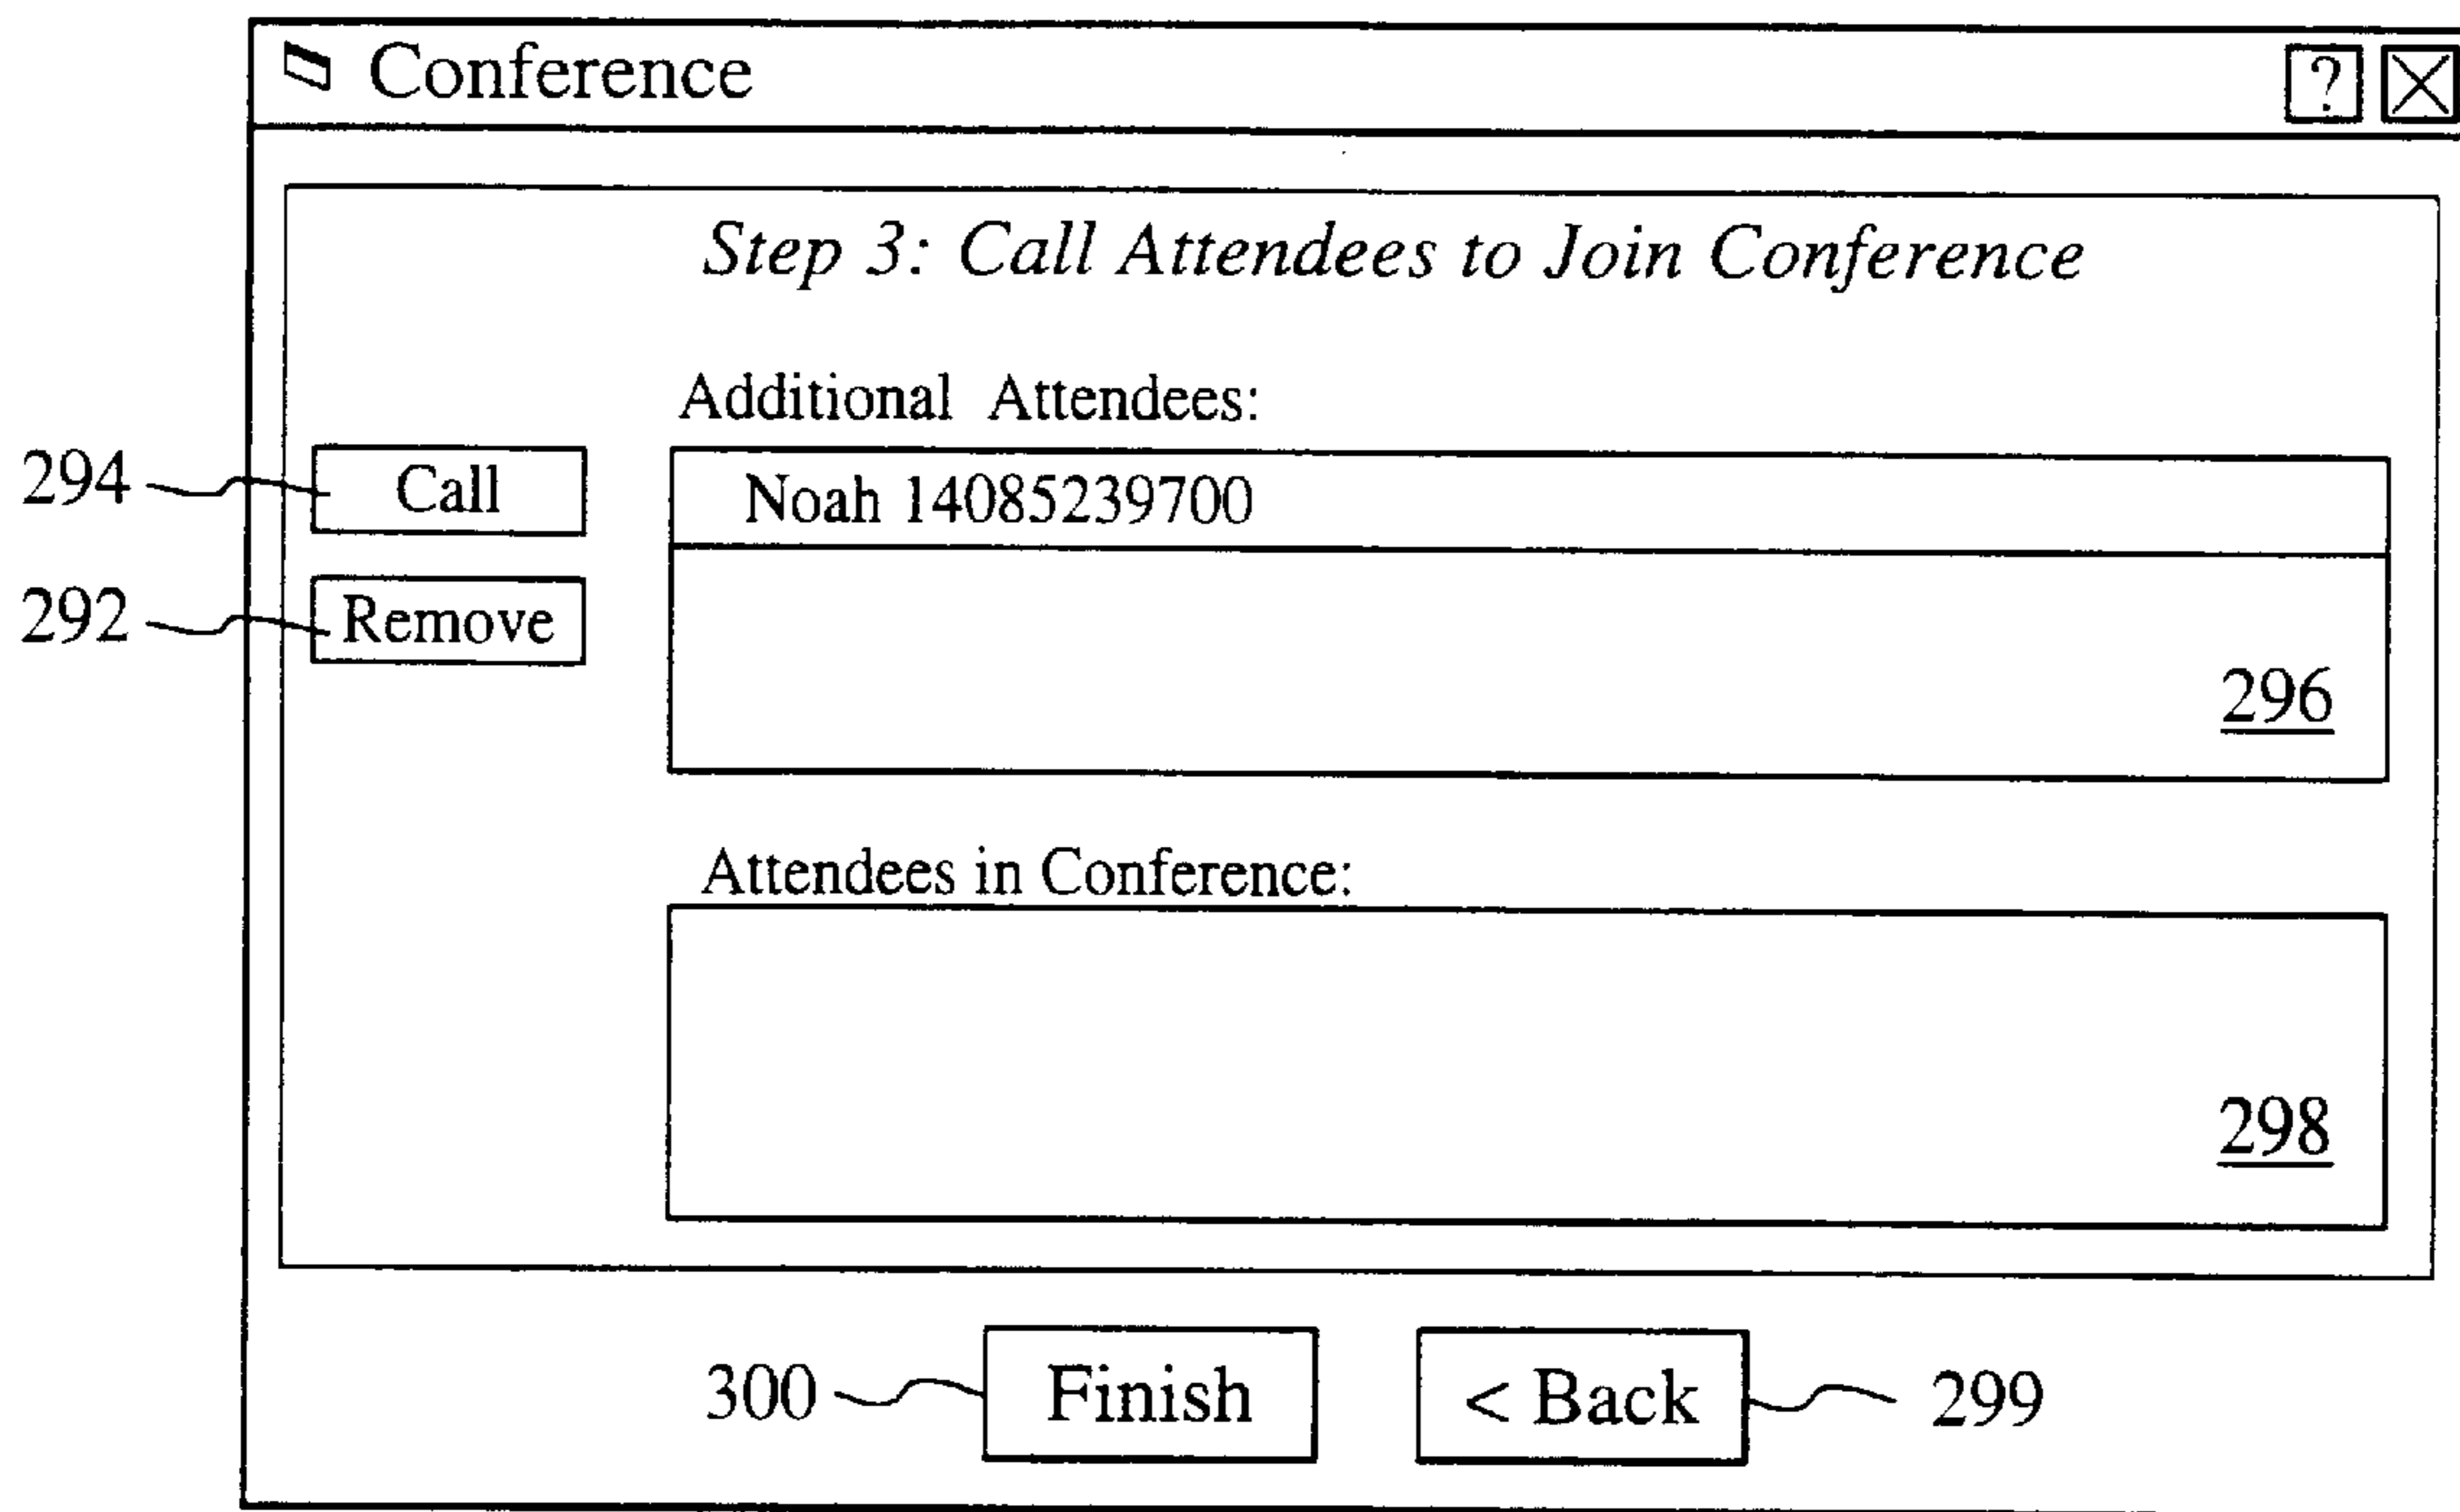 Conference ?
Step 3: Call Attendees to Join Conference
Additional Attendees:
294 Call Noah 14085239700
292 Remove
296
Attendees in Conference:
298
300 Finish < Back 299